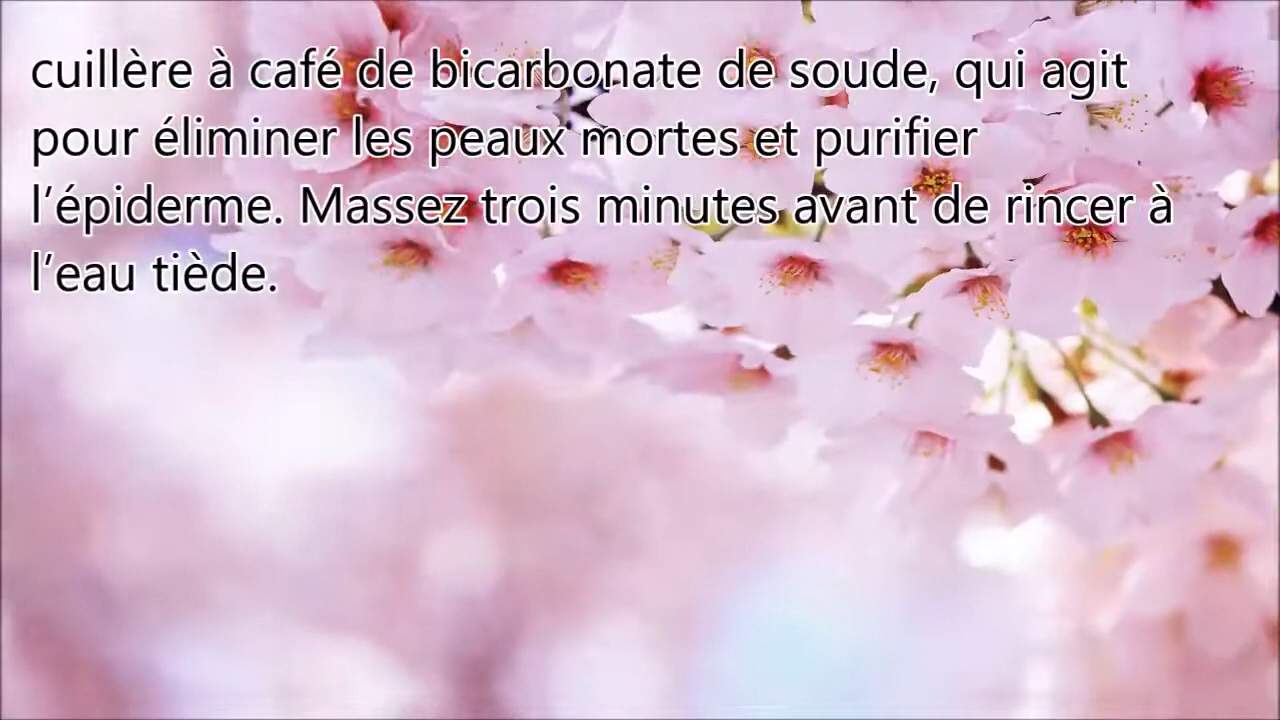 cuillère à café de bicarbonate de soude, qui agit
pour éliminer les peaux mortes et purifier
l’épiderme. Massez trois minutes avant de rincer à
l’eau tiède.